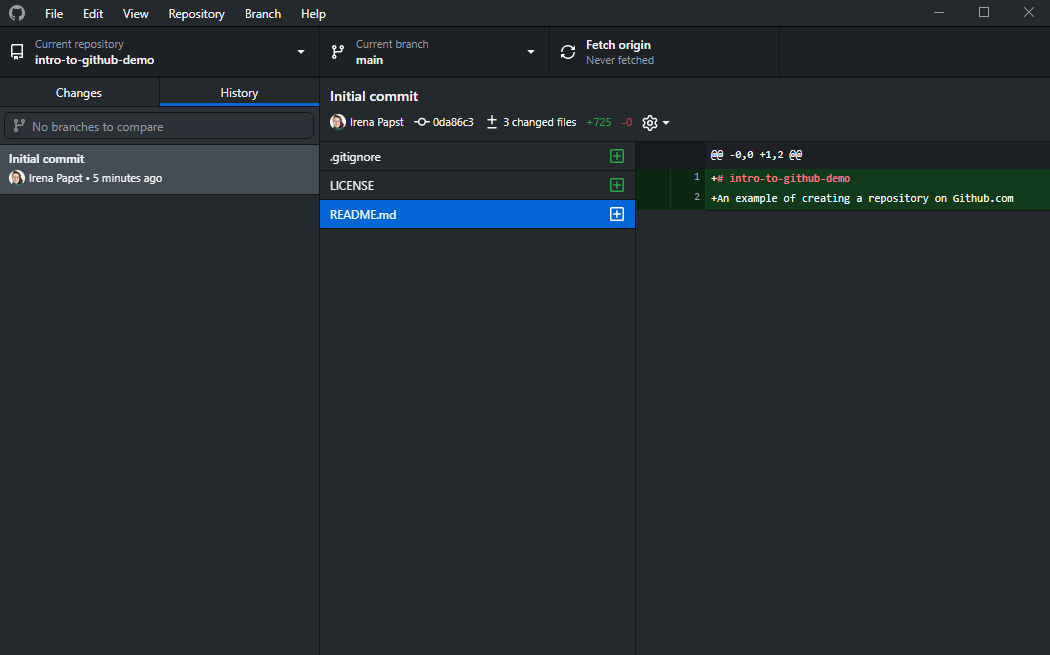 File Edit View Repository Branch Help
Current repository
intro-to-github-demo
Current branch
main
Fetch origin
Never fetched
Changes
History
No branches to compare
Initial commit
Irena Papst • 5 minutes ago
Initial commit
Irena Papst 0da86c3 3 changed files +725 -0
.gitignore
LICENSE
README.md
@@ -0,0 +1,2 @@
1 +# intro-to-github-demo
2 +An example of creating a repository on Github.com